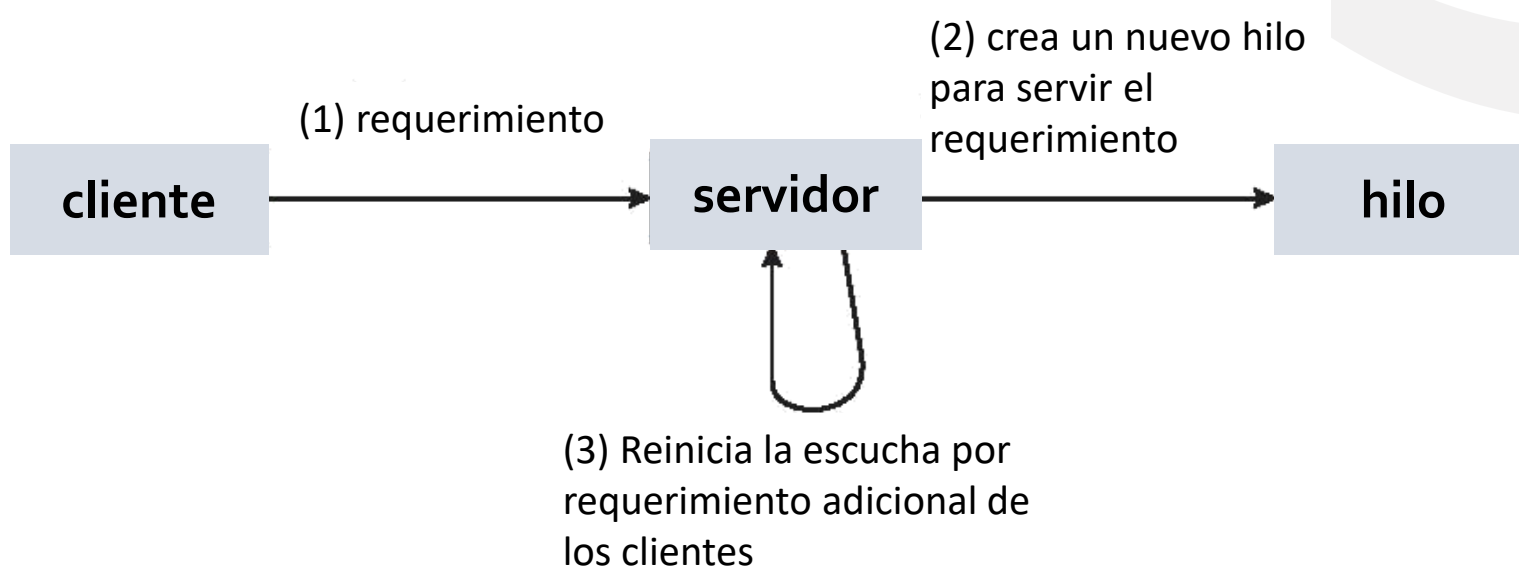 (2) crea un nuevo hilo
para servir el
requerimiento
(1) requerimiento
cliente
servidor
hilo
(3) Reinicia la escucha por
requerimiento adicional de
los clientes